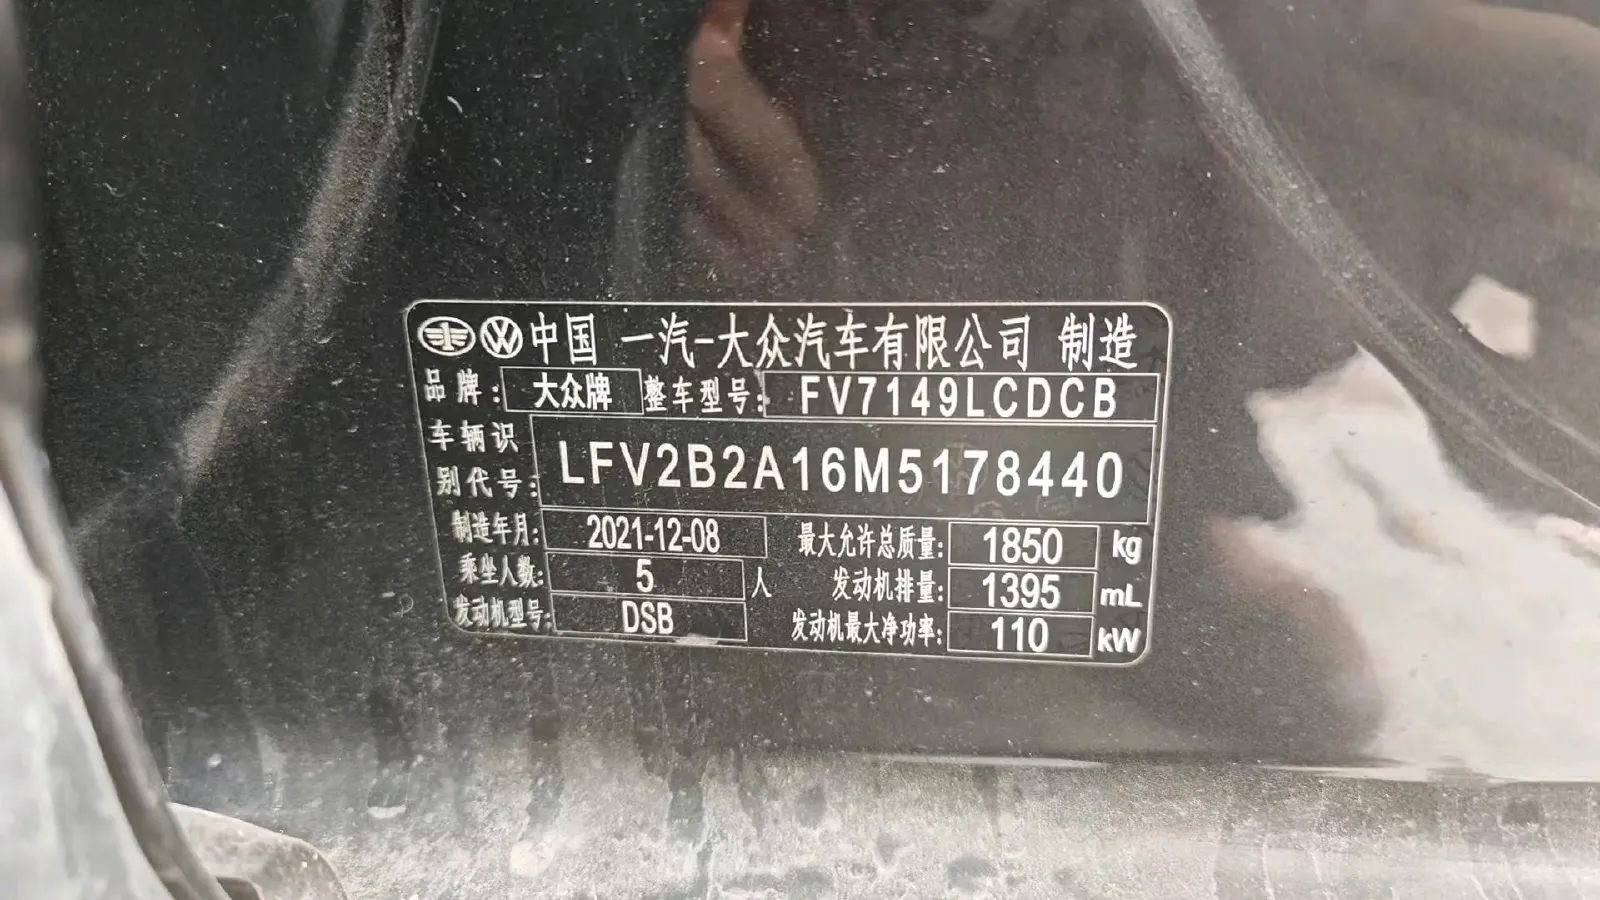 中国 一汽-大众汽车有限公司 制造
品牌: 大众牌 整车型号: FV7149LCDCB
车辆识别代号: LFV2B2A16M5178440
制造年月: 2021-12-08 最大允许总质量: 1850 kg
乘坐人数: 5 人 发动机排量: 1395 mL
发动机型号: DSB 发动机最大净功率: 110 kW